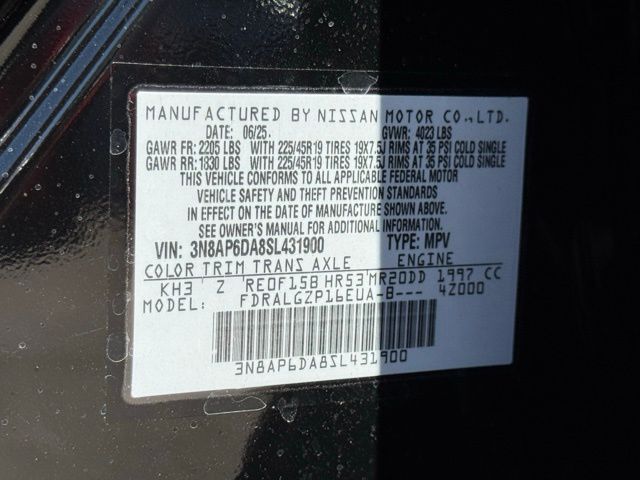 MANUFACTURED BY NISSAN MOTOR CO.,LTD.
DATE: 06/25. GVWR: 4023 LBS
GAWR FR: 2205 LBS WITH 225/45R19 TIRES 19X7.5J RIMS AT 35 PSI COLD SINGLE
GAWR RR: 1830 LBS WITH 225/45R19 TIRES 19X7.5J RIMS AT 35 PSI COLD SINGLE
THIS VEHICLE CONFORMS TO ALL APPLICABLE FEDERAL MOTOR
VEHICLE SAFETY AND THEFT PREVENTION STANDARDS
IN EFFECT ON THE DATE OF MANUFACTURE SHOWN ABOVE.
SEE OWNER'S MANUAL FOR ADDITIONAL INFORMATION.
VIN: 3N8AP6DA8SL431900 TYPE: MPV
COLOR TRIM TRANS AXLE ENGINE
KH3 Z RE0F15B HR53 MR20DD 1997 CC
MODEL: FDRALGZP16EUA-B--- 4Z000
3N8AP6DA8SL431900